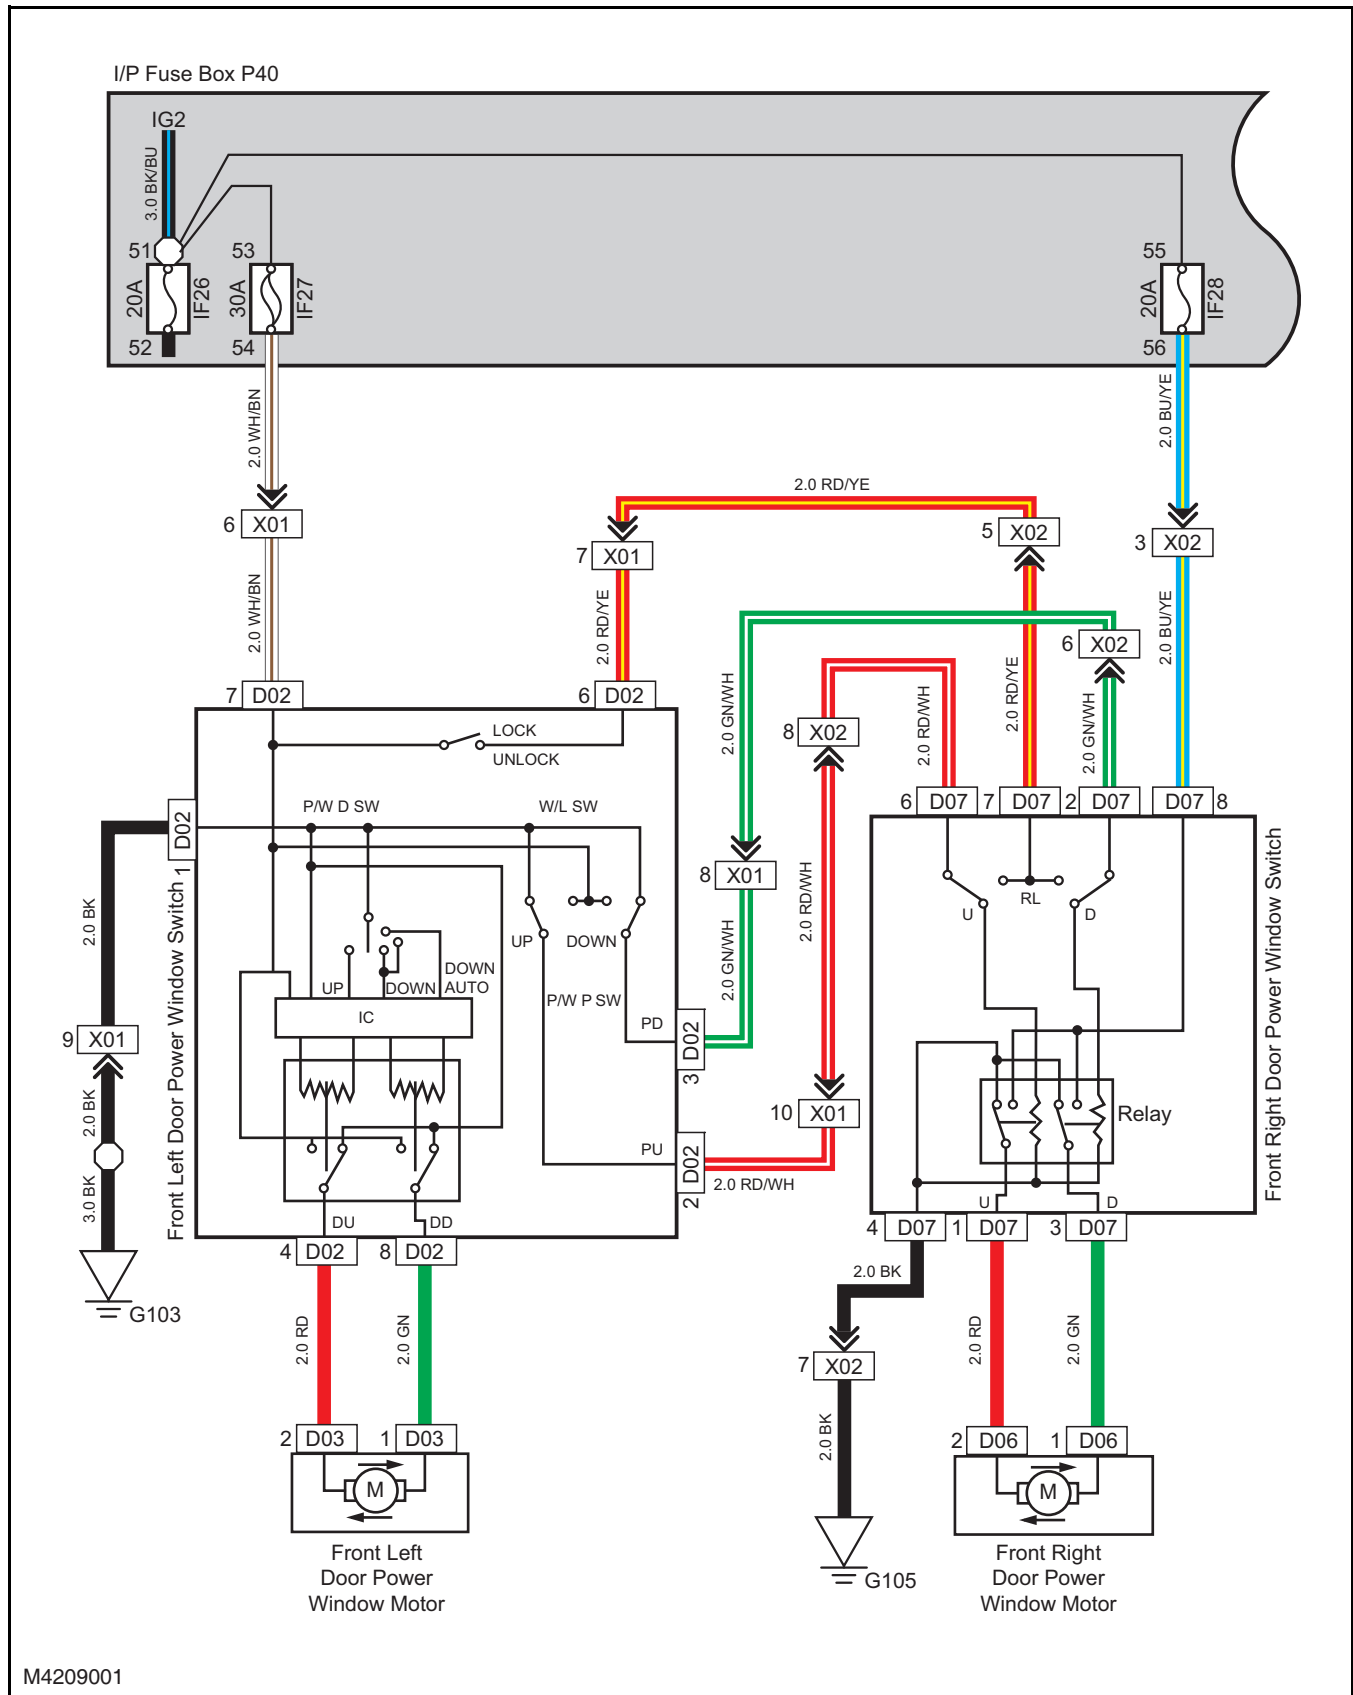 I/P Fuse Box P40
IG2
3.0 BK/BU
51
53
55
20A
IF26
30A
IF27
20A
IF28
52
54
56
2.0 WH/BN
2.0 BU/YE
2.0 RD/YE
6 X01
5 X02
3 X02
7 X01
2.0 WH/BN
2.0 RD/YE
2.0 BU/YE
6 X02
2.0 RD/YE
2.0 GN/WH
2.0 RD/WH
2.0 GN/WH
8 X02
7 D02
6 D02
LOCK
UNLOCK
6 D07
7 D07
2 D07
D07 8
P/W D SW
W/L SW
D02
1
8 X01
2.0 BK
Front Left Door Power Window Switch
U
RL
D
Front Right Door Power Window Switch
2.0 RD/WH
UP
DOWN
2.0 GN/WH
UP
DOWN
DOWN
AUTO
P/W P SW
IC
PD
D02
3
9 X01
2.0 BK
10 X01
Relay
PU
D02
2
2.0 RD/WH
3.0 BK
DU
DD
U
D
4 D02
8 D02
4 D07
1 D07
3 D07
G103
2.0 BK
2.0 RD
2.0 GN
2.0 RD
2.0 GN
7 X02
2.0 BK
2 D03
1 D03
2 D06
1 D06
M
M
Front Left
Door Power
Window Motor
G105
Front Right
Door Power
Window Motor
M4209001